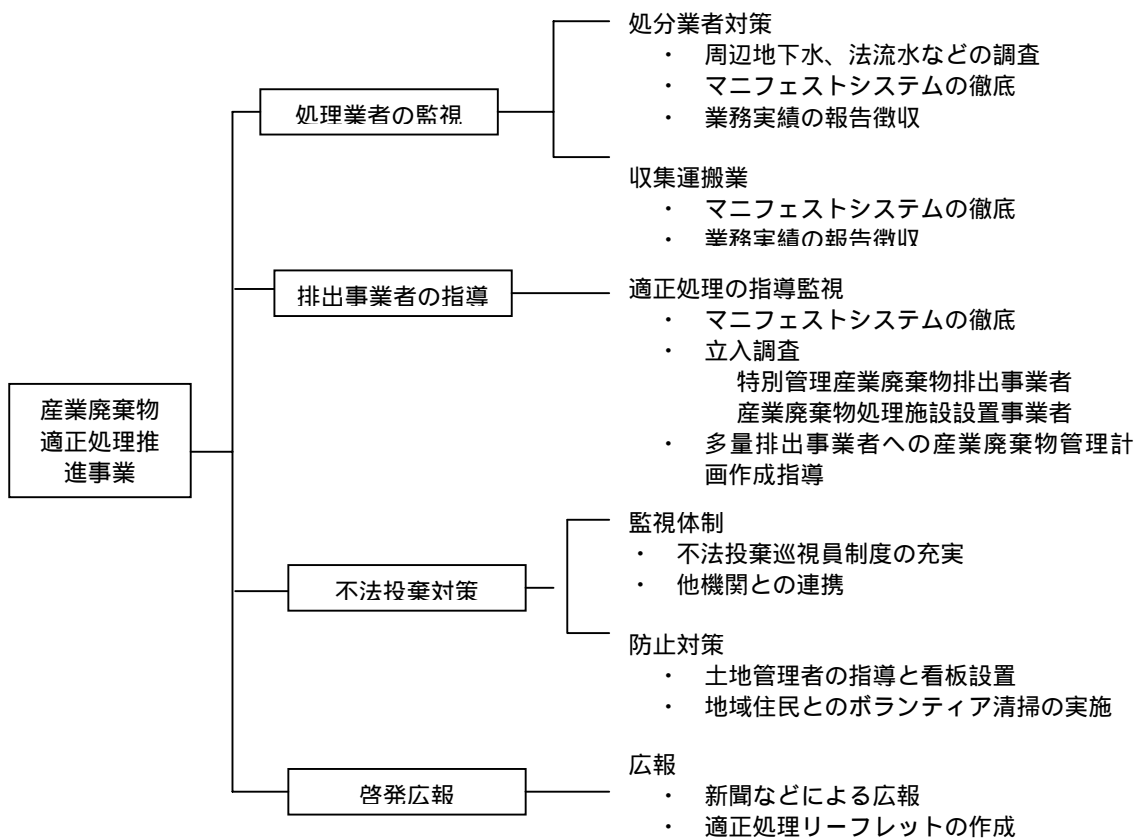 処分業者対策
・ 周辺地下水、法流水などの調査
・ マニフェストシステムの徹底
・ 業務実績の報告徴収
処理業者の監視
収集運搬業
・ マニフェストシステムの徹底
・ 業務実績の報告徴収
排出事業者の指導
適正処理の指導監視
・ マニフェストシステムの徹底
・ 立入調査
特別管理産業廃棄物排出事業者
産業廃棄物処理施設設置事業者
・ 多量排出事業者への産業廃棄物管理計
画作成指導
産業廃棄物
適正処理推
進事業
監視体制
・ 不法投棄巡視員制度の充実
・ 他機関との連携
不法投棄対策
防止対策
・ 土地管理者の指導と看板設置
・ 地域住民とのボランティア清掃の実施
啓発広報
広報
・ 新聞などによる広報
・ 適正処理リーフレットの作成